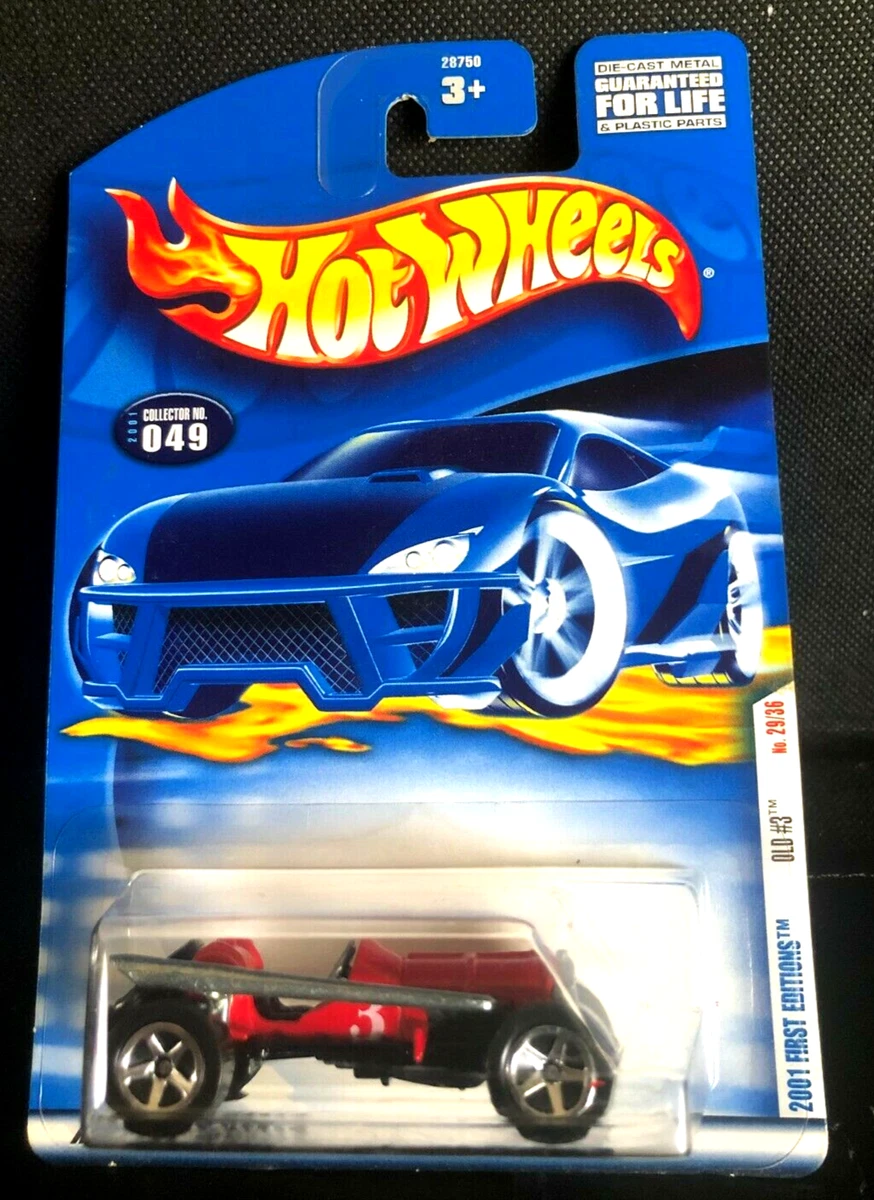 28750
3+
DIE-CAST METAL
GUARANTEED
FOR LIFE
& PLASTIC PARTS
HOT WHEELS®
2001
COLLECTOR NO.
049
2001 FIRST EDITIONS™ OLD #3™ No. 29/36
3